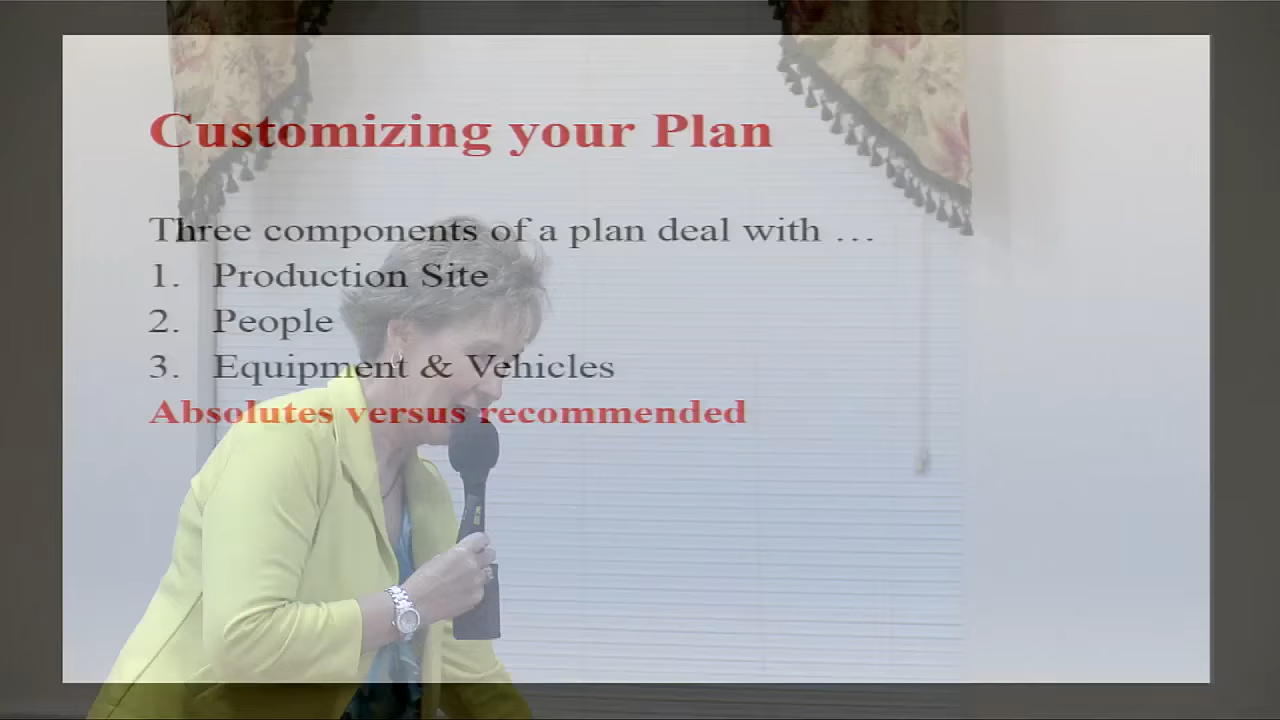 Customizing your Plan
Three components of a plan deal with …
1. Production Site
2. People
3. Equipment & Vehicles
Absolutes versus recommended